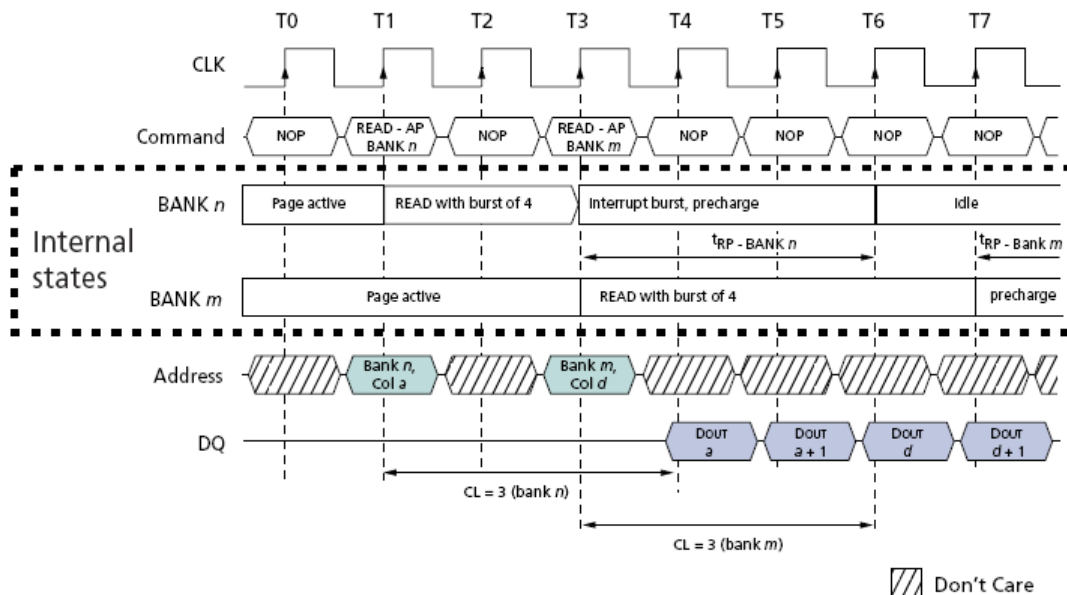 T0 T1 T2 T3 T4 T5 T6 T7
CLK
Command NOP READ - AP BANK n NOP READ - AP BANK m NOP NOP NOP NOP
Internal states
BANK n Page active READ with burst of 4 Interrupt burst, precharge Idle
tRP - BANK n tRP - Bank m
BANK m Page active READ with burst of 4 precharge
Address Bank n, Col a Bank m, Col d
DQ DOUT a DOUT a + 1 DOUT d DOUT d + 1
CL = 3 (bank n)
CL = 3 (bank m)
Don't Care